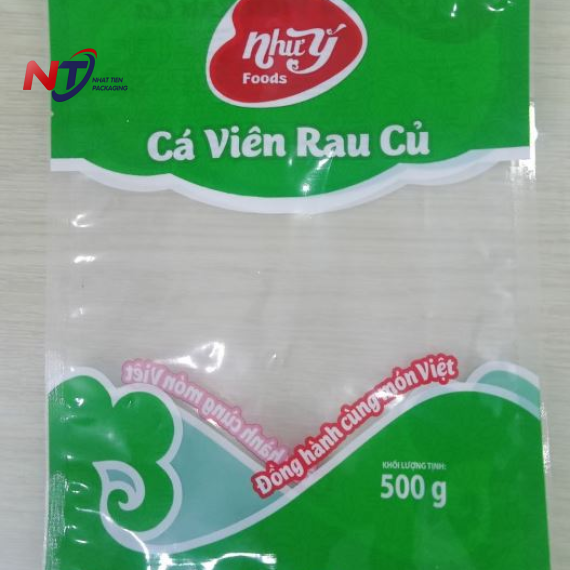 NT
NHAT TIEN
PACKAGING
Như Ý
Foods
Cá Viên Rau Củ
Đồng hành cùng món Việt
hành cùng món Việt
KHỐI LƯỢNG TỊNH:
500 g